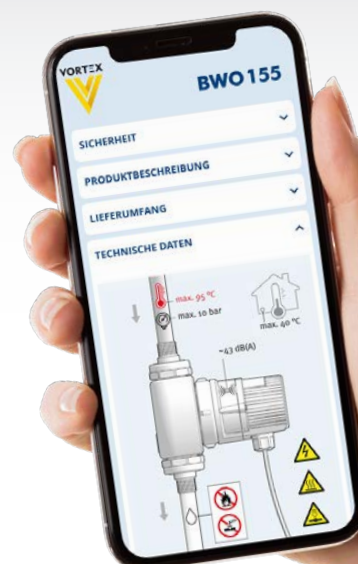 VORTEX
BWO 155
SICHERHEIT
PRODUKTBESCHREIBUNG
LIEFERUMFANG
TECHNISCHE DATEN
max. 95 °C
max. 10 bar
max. 40 °C
~43 dB(A)